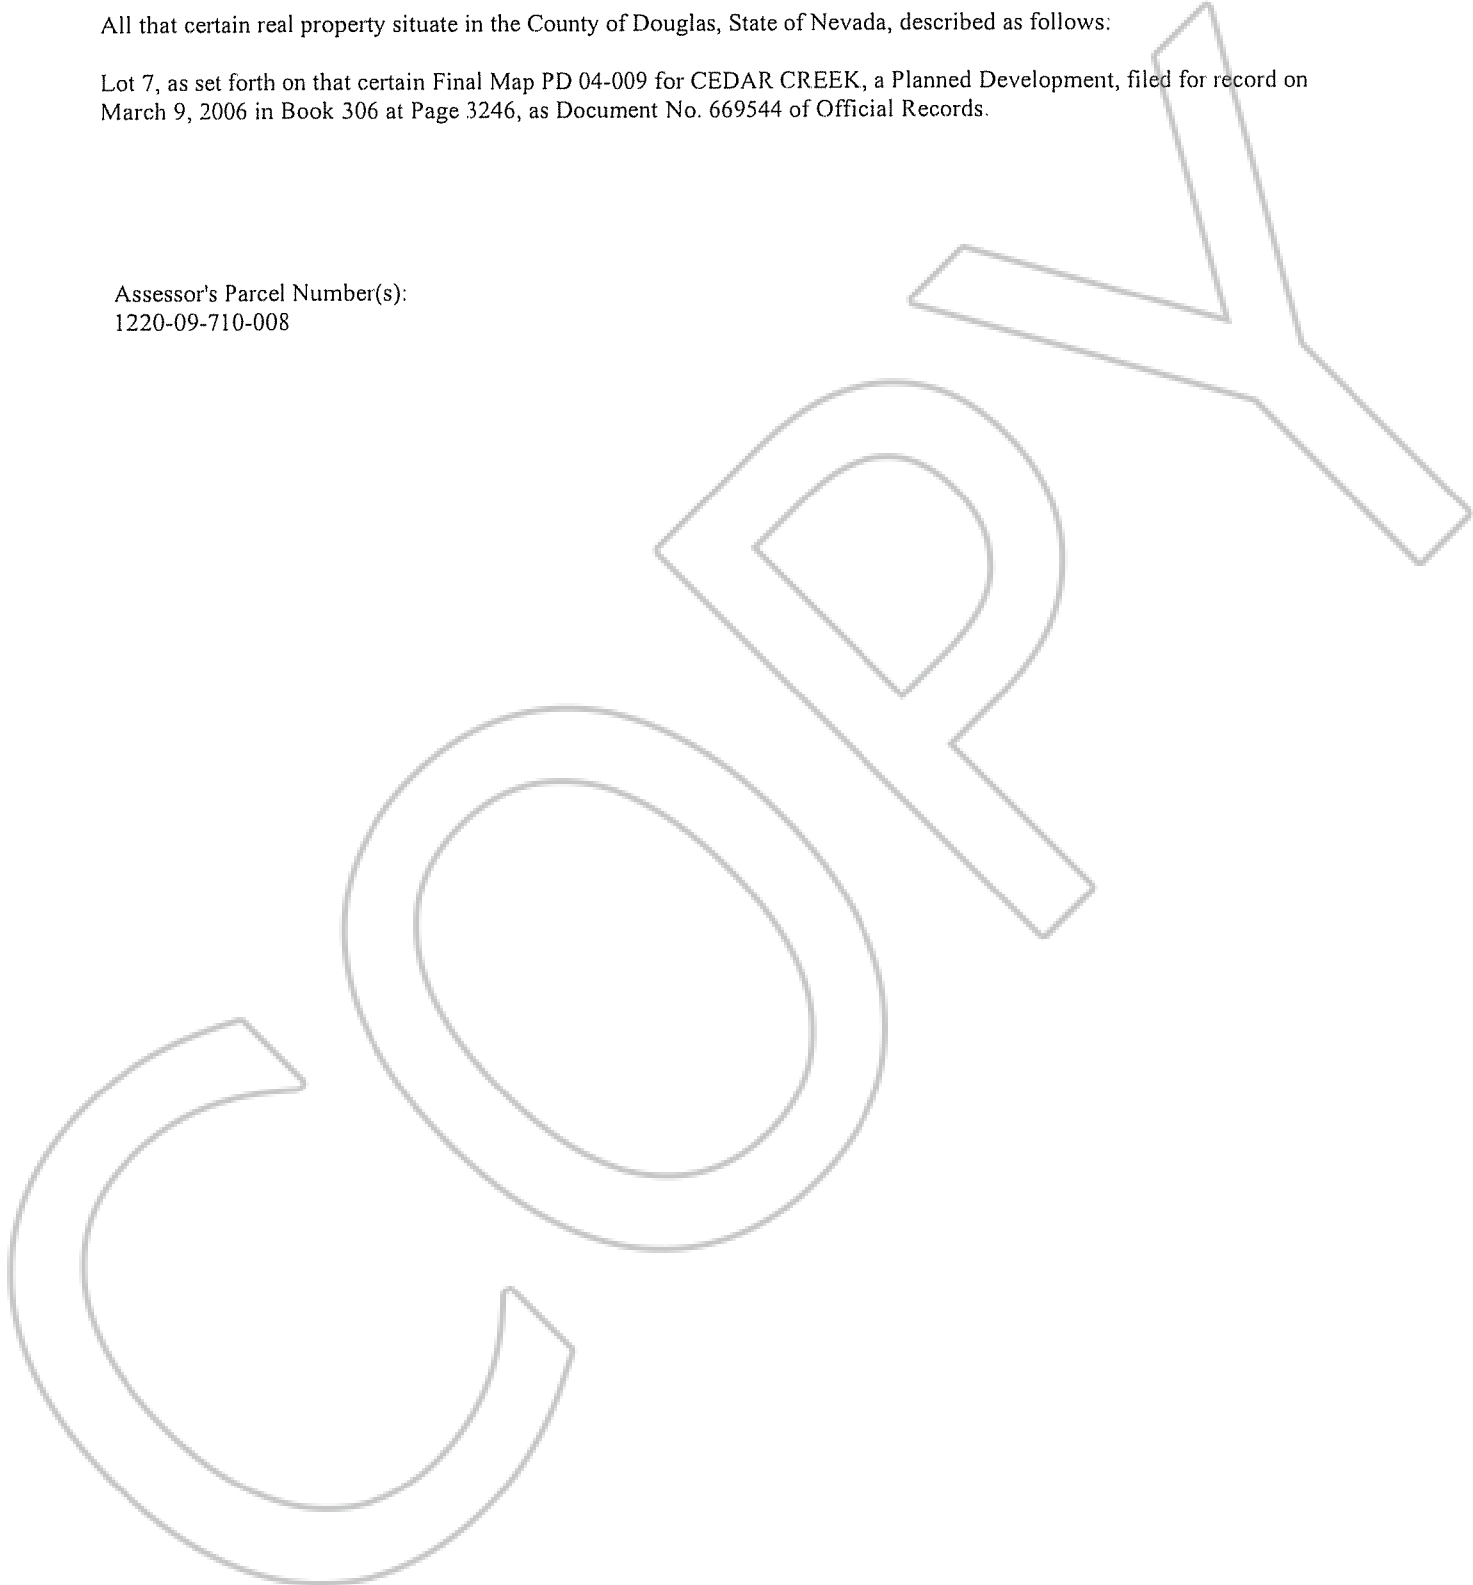 All that certain real property situate in the County of Douglas, State of Nevada, described as follows:
Lot 7, as set forth on that certain Final Map PD 04-009 for CEDAR CREEK, a Planned Development, filed for record on
March 9, 2006 in Book 306 at Page 3246, as Document No. 669544 of Official Records.
Assessor's Parcel Number(s):
1220-09-710-008
COPY